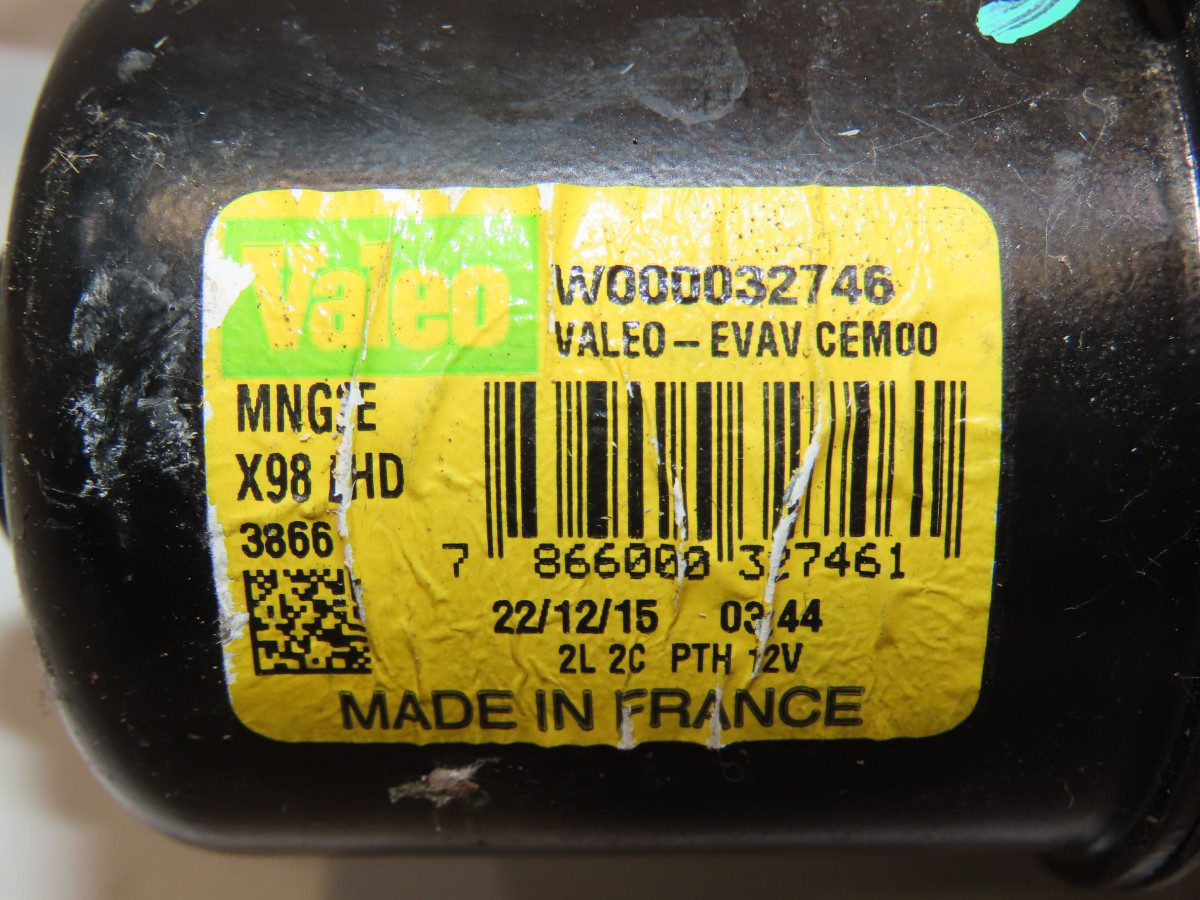 Valeo
W000032746
VALEO - EVAV CEM00
X98 LHD
3866
7 866000 327461
22/12/15 03:44
2L 2C PTH 12V
MADE IN FRANCE